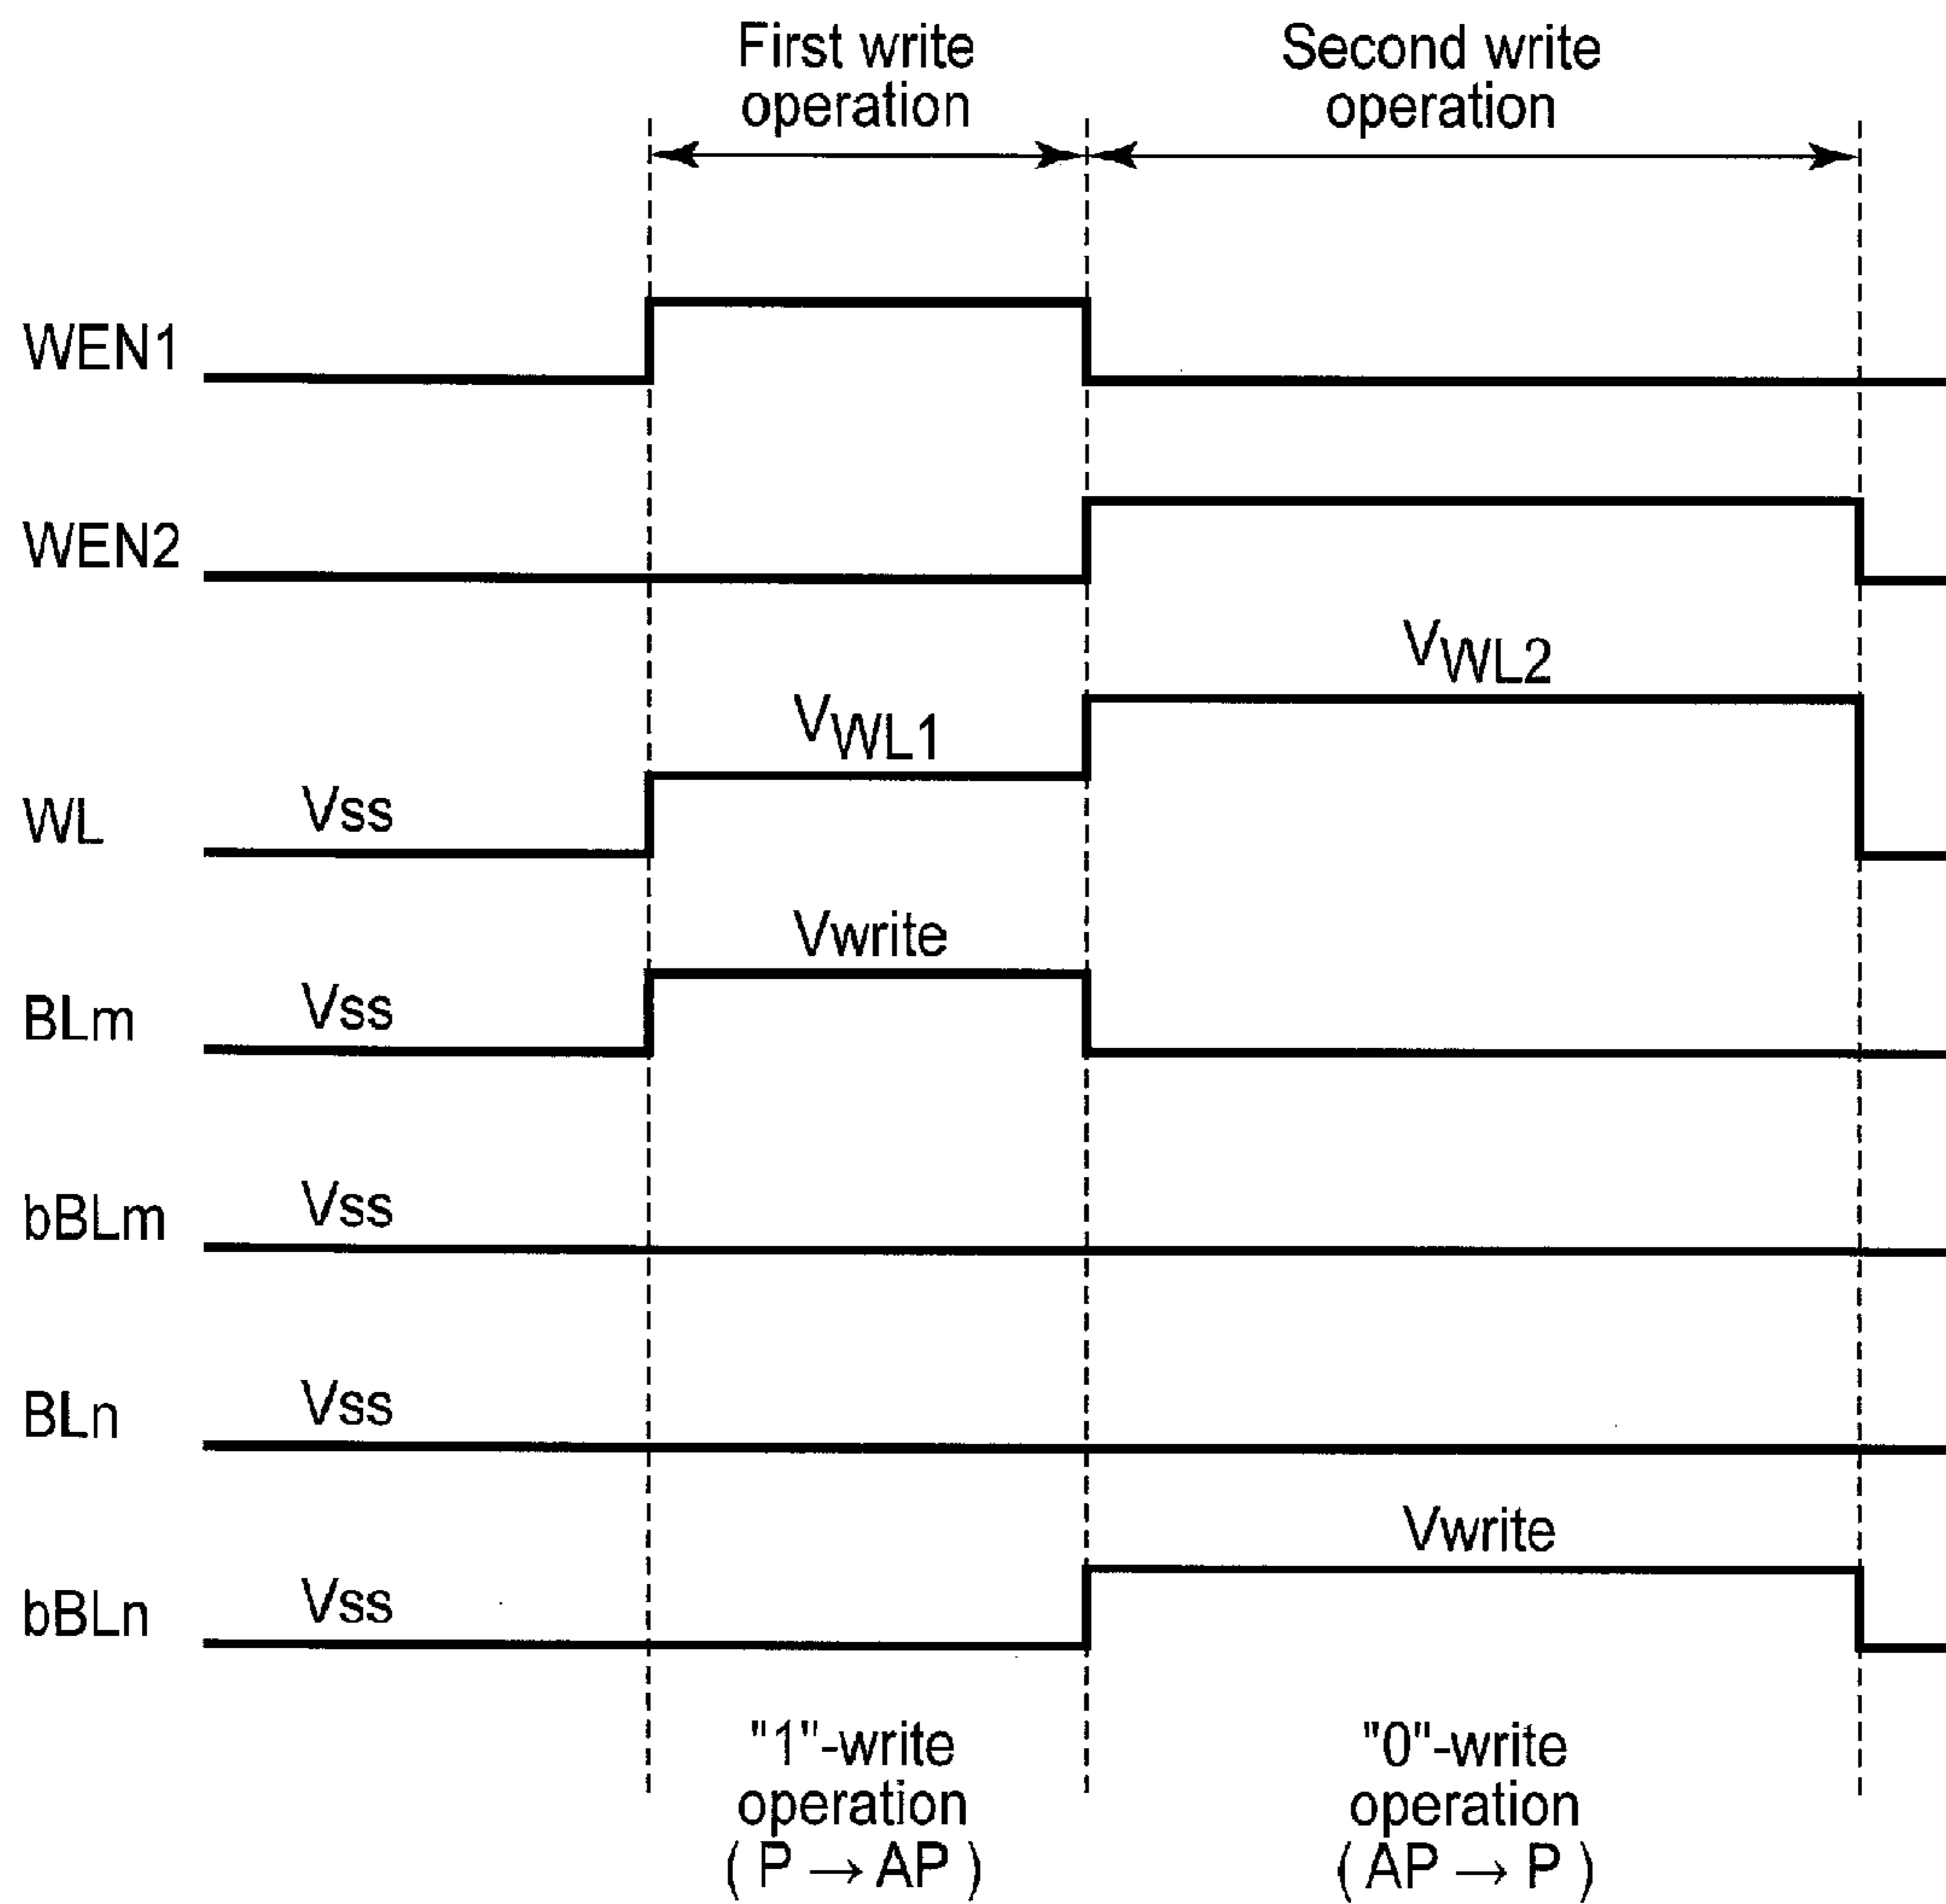 First write
operation
Second write
operation
WEN1
WEN2
VWL2
VWL1
WL
Vss
Vwrite
BLm
Vss
bBLm
Vss
BLn
Vss
Vwrite
bBLn
Vss
"1"-write
operation
( P → AP )
"0"-write
operation
( AP → P )